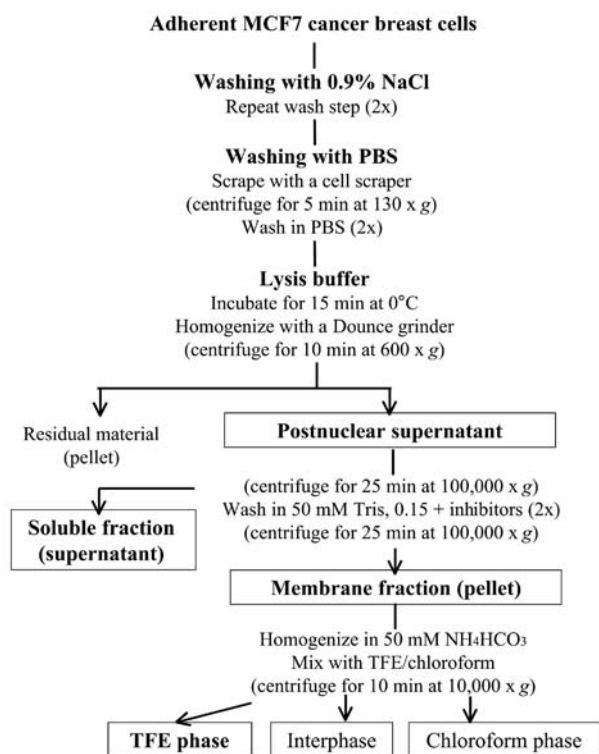 Adherent MCF7 cancer breast cells
Washing with 0.9% NaCl
Repeat wash step (2x)
Washing with PBS
Scrape with a cell scraper
(centrifuge for 5 min at 130 x g)
Wash in PBS (2x)
Lysis buffer
Incubate for 15 min at 0°C
Homogenize with a Dounce grinder
(centrifuge for 10 min at 600 x g)
Residual material
(pellet)
Postnuclear supernatant
(centrifuge for 25 min at 100,000 x g)
Wash in 50 mM Tris, 0.15 + inhibitors (2x)
(centrifuge for 25 min at 100,000 x g)
Soluble fraction
(supernatant)
Membrane fraction (pellet)
Homogenize in 50 mM NH4HCO3
Mix with TFE/chloroform
(centrifuge for 10 min at 10,000 x g)
TFE phase
Interphase
Chloroform phase